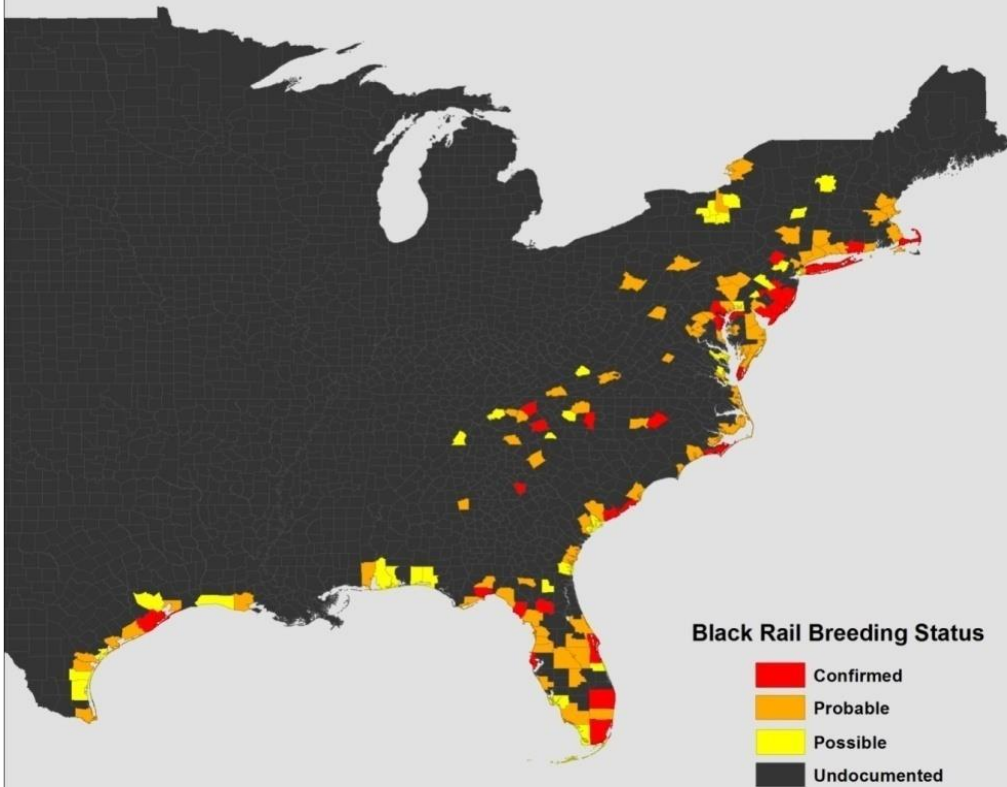 Black Rail Breeding Status
Confirmed
Probable
Possible
Undocumented